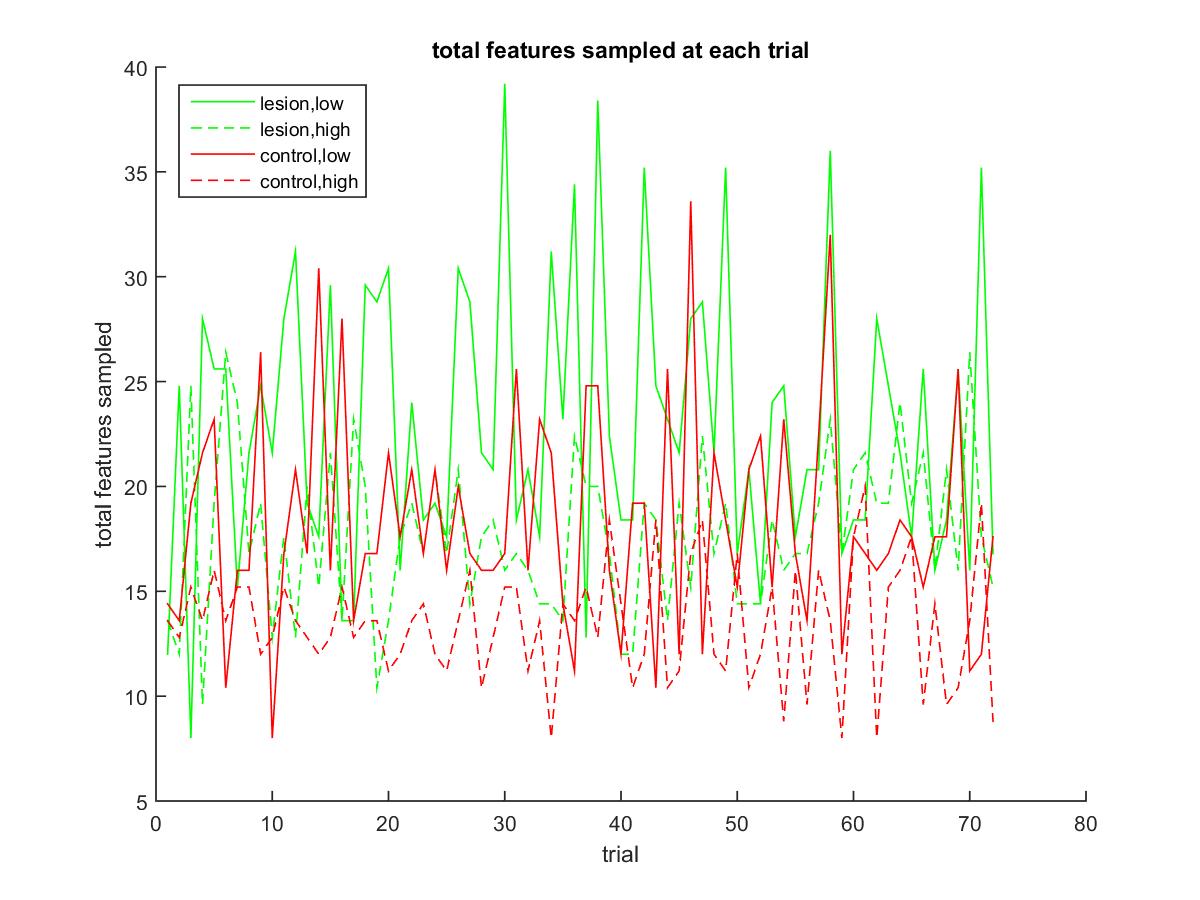 total features sampled at each trial
40
35
30
25
20
15
10
5
total features sampled
lesion,low
lesion,high
control,low
control,high
0 10 20 30 40 50 60 70 80
trial